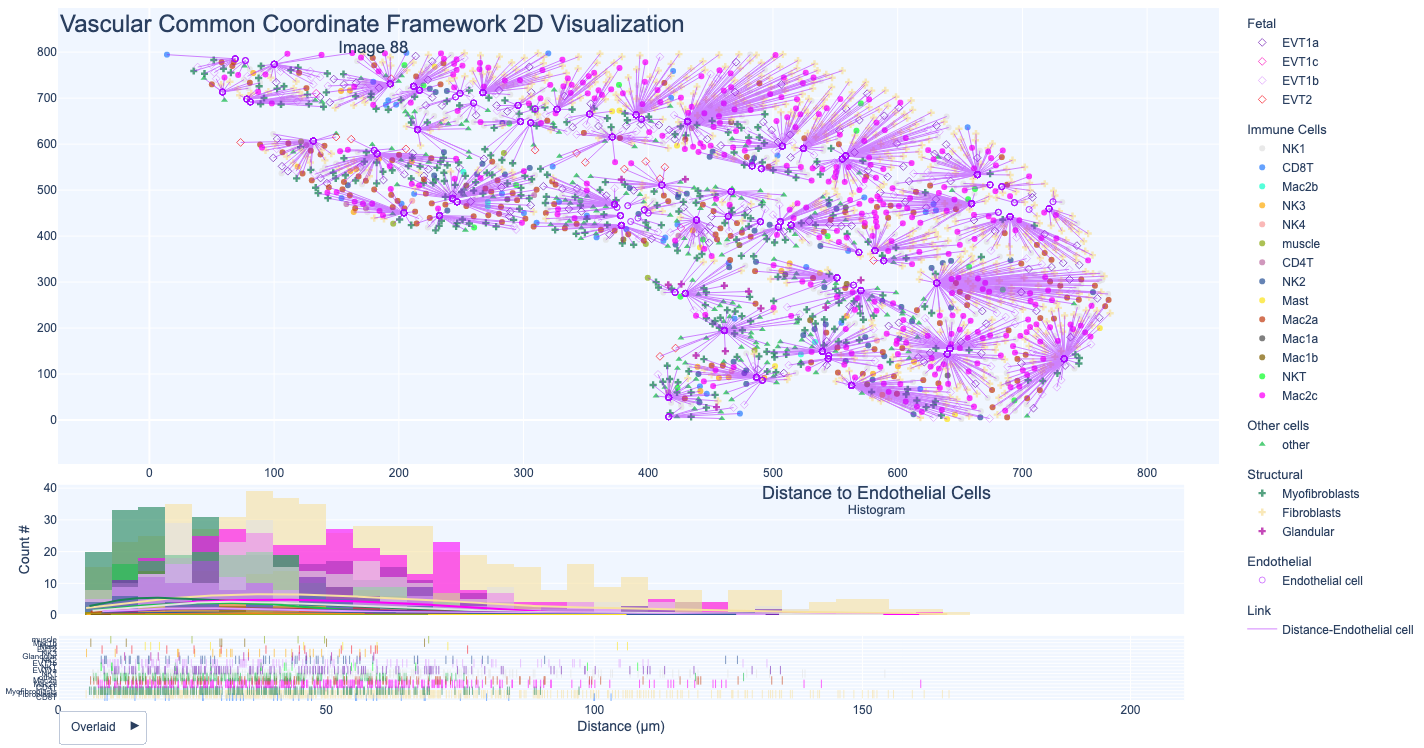 Vascular Common Coordinate Framework 2D Visualization
Image 88
800
700
600
500
400
300
200
100
0
0 100 200 300 400 500 600 700 800
Fetal
EVT1a
EVT1c
EVT1b
EVT2
Immune Cells
NK1
CD8T
Mac2b
NK3
NK4
muscle
CD4T
NK2
Mast
Mac2a
Mac1a
Mac1b
NKT
Mac2c
Other cells
other
Structural
Myofibroblasts
Fibroblasts
Glandular
Endothelial
Endothelial cell
Link
Distance-Endothelial cell
Distance to Endothelial Cells
Histogram
Count #
40
30
20
10
0
muscle
Glandular
Myofibroblasts
Fibroblasts
CD8T
0 50 100 150 200
Distance (μm)
Overlaid ►